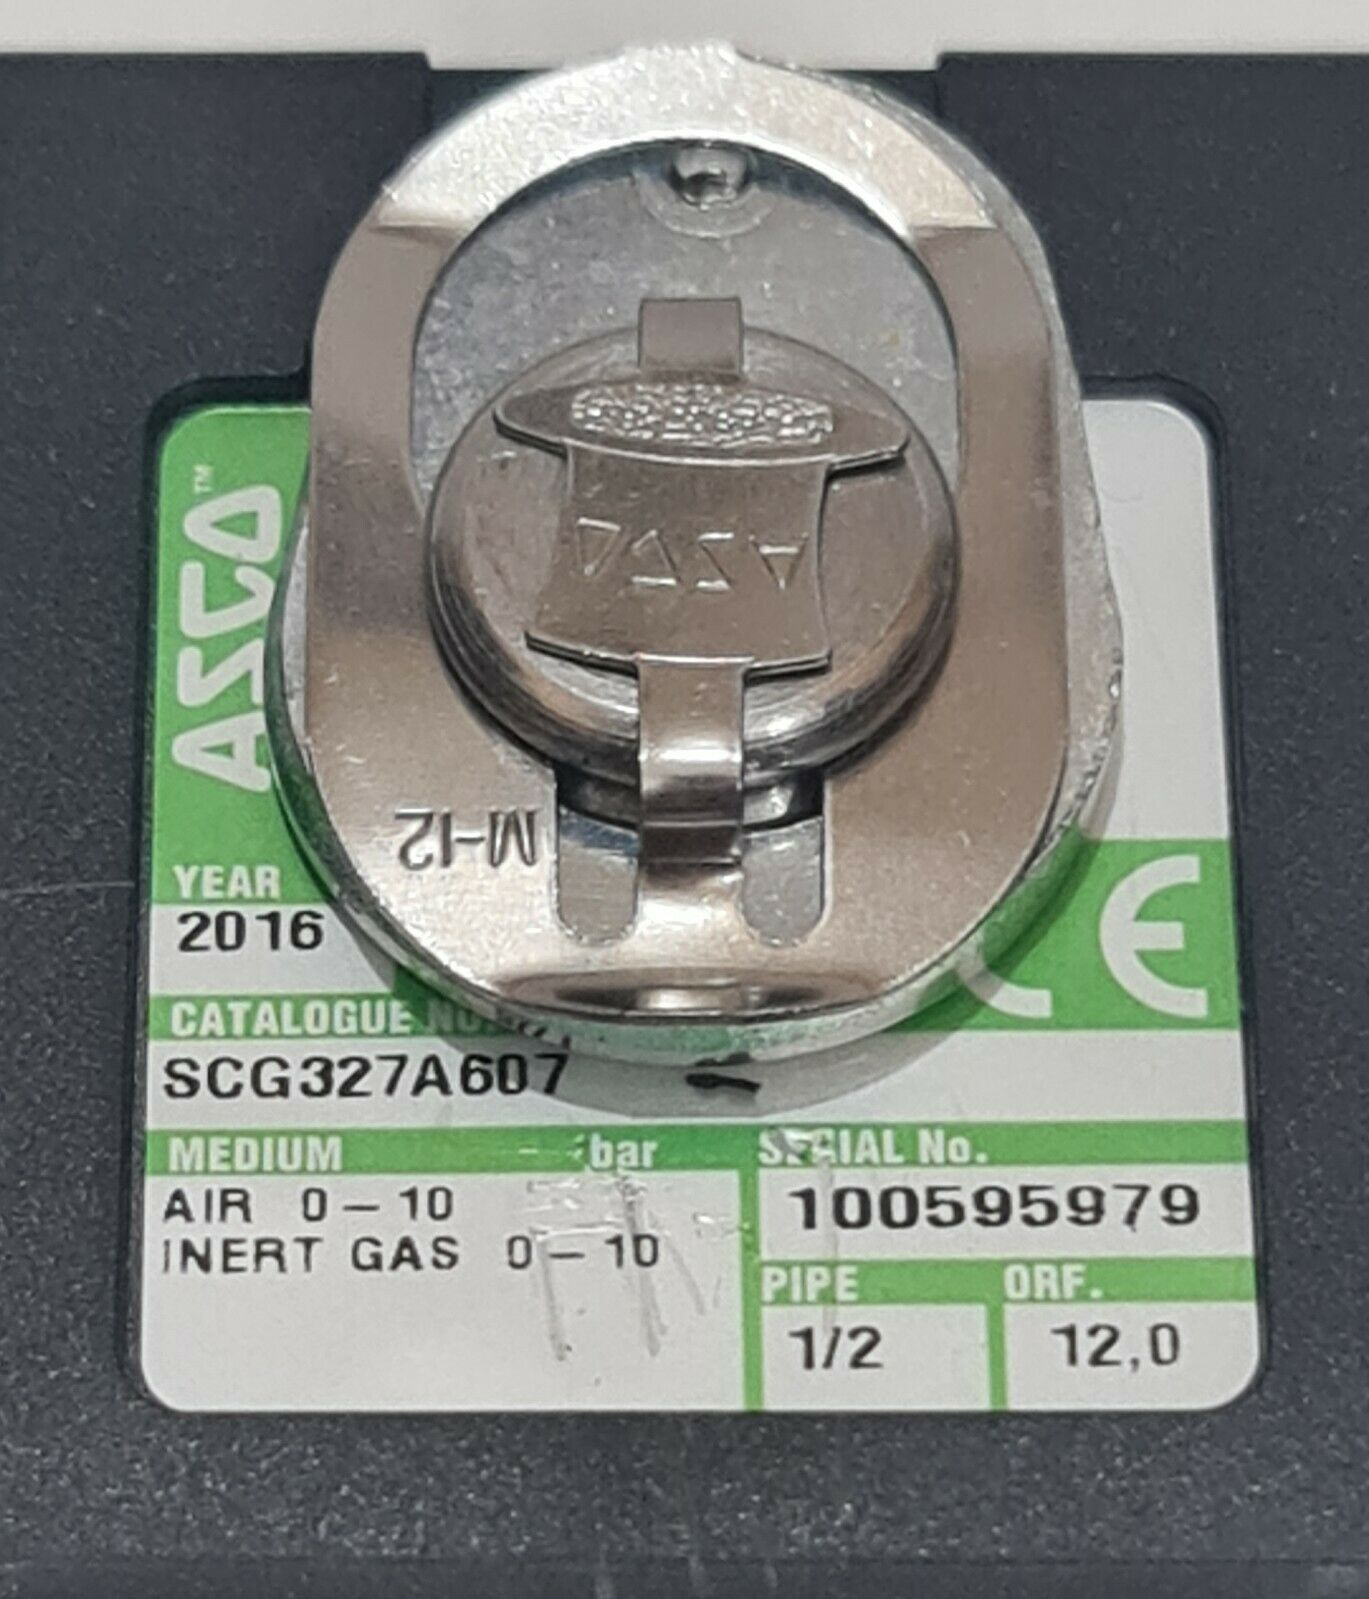 ASCO™
ASCO
M-12
YEAR
2016
CE
CATALOGUE NO.
SCG327A607
MEDIUM bar
AIR 0-10
INERT GAS 0-10
SERIAL No.
100595979
PIPE
1/2
ORF.
12,0